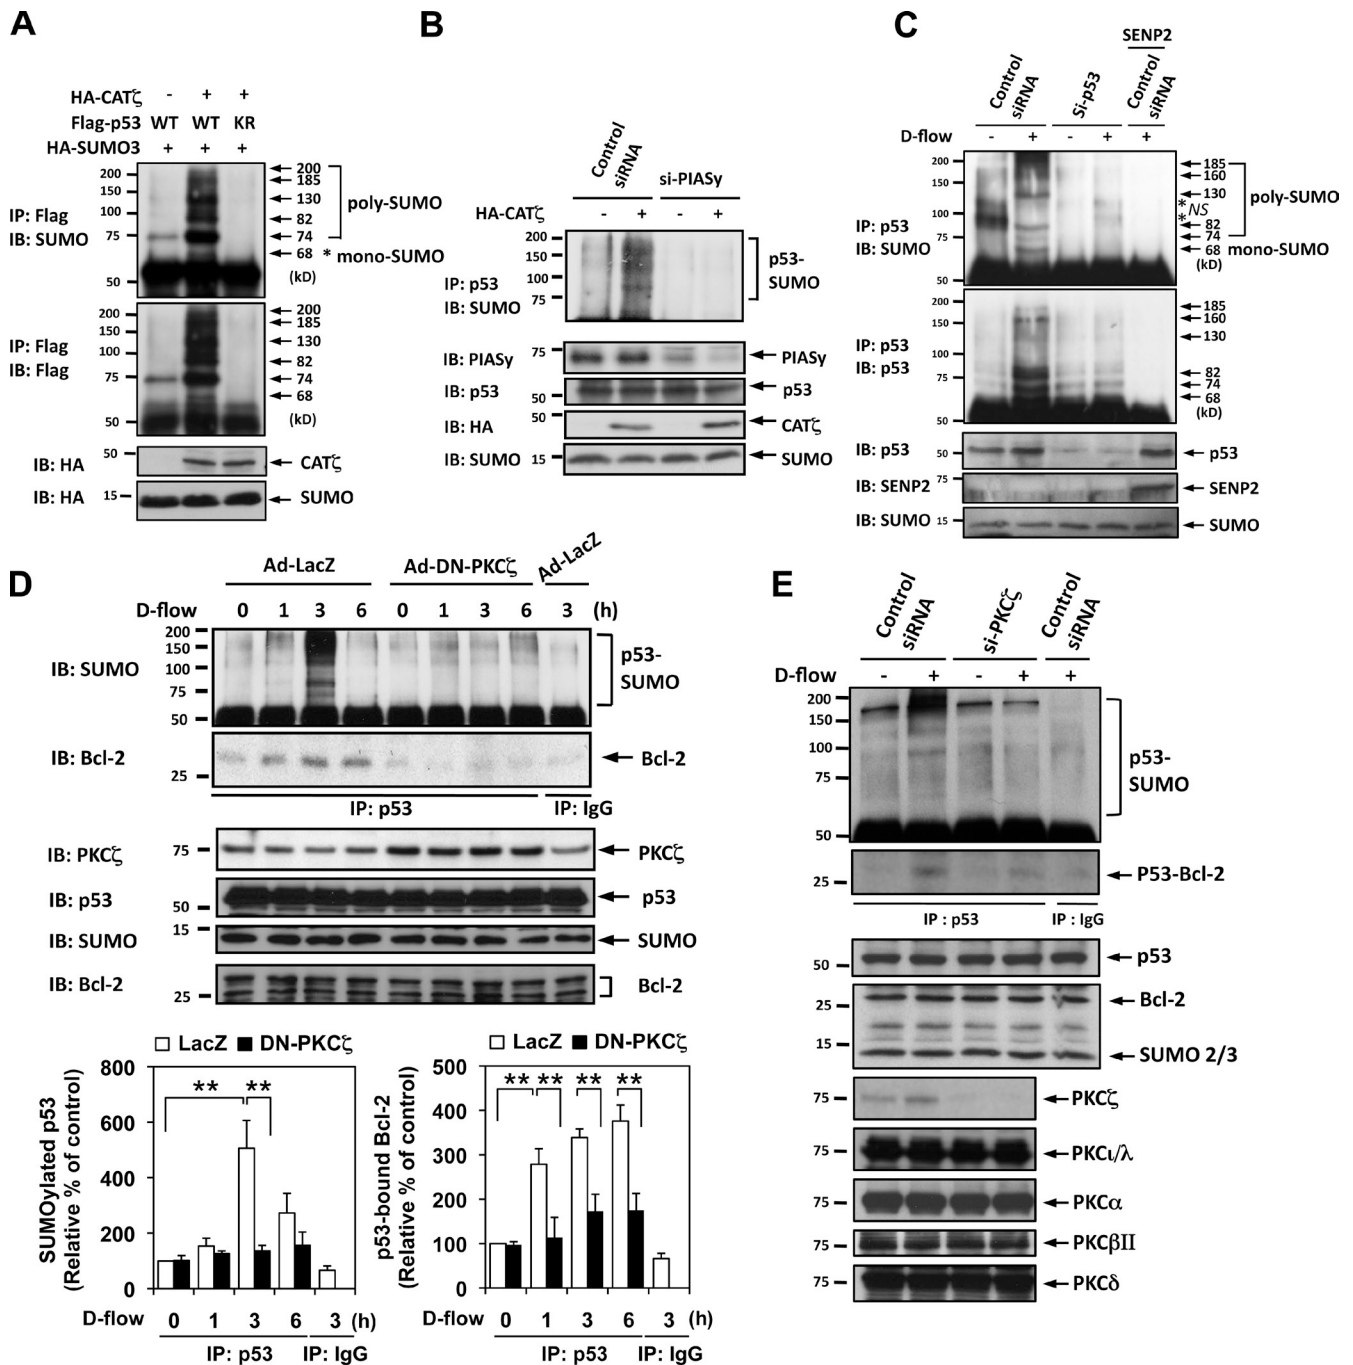 A
HA-CATζ - + +
Flag-p53 WT WT KR
HA-SUMO3 + + +
IP: Flag
IB: SUMO
200
150
100
75
50
200
185
130
82
74
68
(kD)
poly-SUMO
* mono-SUMO
IP: Flag
IB: Flag
200
150
100
75
50
200
185
130
82
74
68
(kD)
IB: HA 50 CATζ
IB: HA 15 SUMO
B
Control siRNA
si-PIASy
HA-CATζ - + - +
IP: p53
IB: SUMO
200
150
100
75
p53-
SUMO
IB: PIASy 75 PIASy
IB: p53 50 p53
IB: HA 50 CATζ
IB: SUMO 15 SUMO
C
SENP2
Control siRNA
Si-p53
Control siRNA
D-flow - + - + +
IP: p53
IB: SUMO
200
150
100
75
50
185
160
130
*
* NS
82
74
68
(kD)
poly-SUMO
mono-SUMO
IP: p53
IB: p53
200
150
100
75
50
185
160
130
82
74
68
(kD)
IB: p53 50 p53
IB: SENP2 75 SENP2
IB: SUMO 15 SUMO
D
Ad-LacZ Ad-DN-PKCζ Ad-LacZ
D-flow 0 1 3 6 0 1 3 6 3 (h)
IB: SUMO
200
150
100
75
50
p53-
SUMO
IB: Bcl-2 25 Bcl-2
IP: p53 IP: IgG
IB: PKCζ 75 PKCζ
IB: p53 50 p53
IB: SUMO 15 SUMO
IB: Bcl-2 25 Bcl-2
LacZ DN-PKCζ
SUMOylated p53
(Relative % of control)
800
600
400
200
0
** **
D-flow 0 1 3 6 3 (h)
IP: p53 IP: IgG
LacZ DN-PKCζ
p53-bound Bcl-2
(Relative % of control)
500
400
300
200
100
0
** ** ** **
D-flow 0 1 3 6 3 (h)
IP: p53 IP: IgG
E
Control siRNA
si-PKCζ
Control siRNA
D-flow - + - + +
200
150
100
75
50
p53-
SUMO
25 P53-Bcl-2
IP : p53 IP : IgG
50 p53
25 Bcl-2
15 SUMO 2/3
75 PKCζ
75 PKCι/λ
75 PKCα
75 PKCβII
75 PKCδ